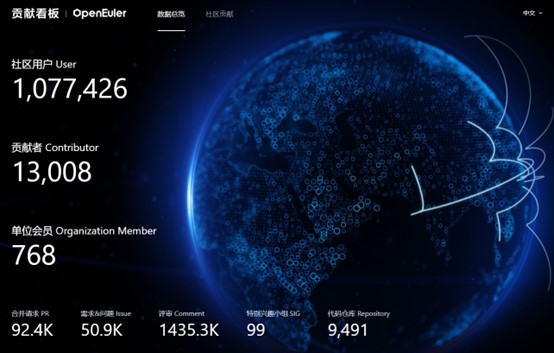 贡献看板 | OpenEuler 数据总览 社区贡献 中文
社区用户 User
1,077,426
贡献者 Contributor
13,008
单位会员 Organization Member
768
合并请求 PR 需求&问题 Issue 评审 Comment 特别兴趣小组 SIG 代码仓库 Repository
92.4K 50.9K 1435.3K 99 9,491